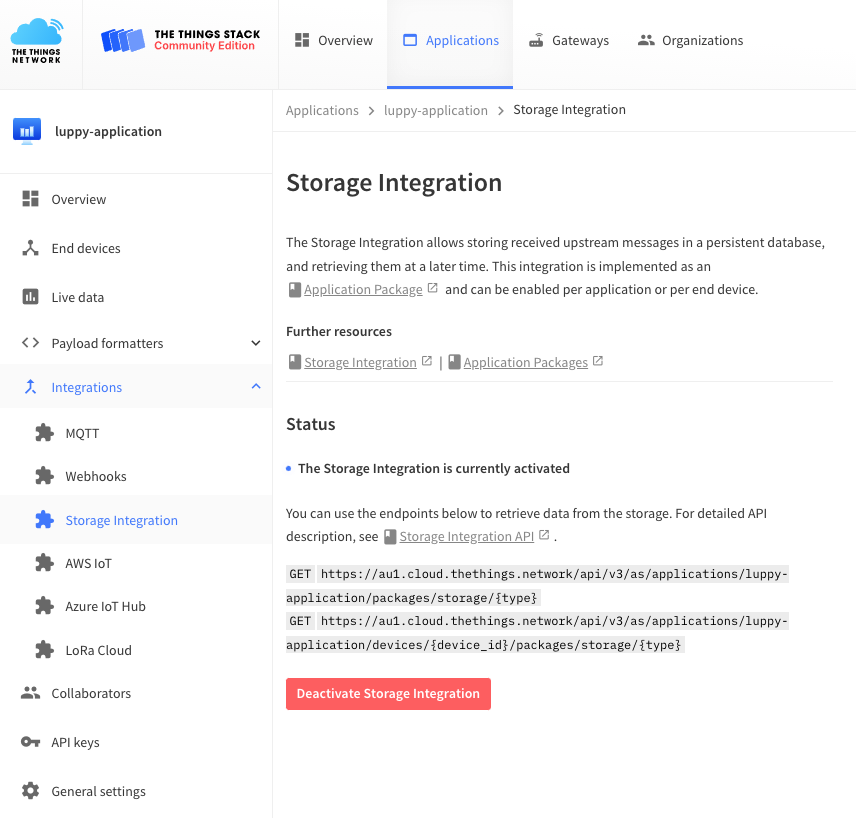 THE THINGS
NETWORK
THE THINGS STACK
Community Edition
Overview
Applications
Gateways
Organizations
luppy-application
Overview
End devices
Live data
Payload formatters
Integrations
MQTT
Webhooks
Storage Integration
AWS IoT
Azure IoT Hub
LoRa Cloud
Collaborators
API keys
General settings
Applications > luppy-application > Storage Integration
Storage Integration
The Storage Integration allows storing received upstream messages in a persistent database,
and retrieving them at a later time. This integration is implemented as an
Application Package and can be enabled per application or per end device.
Further resources
Storage Integration | Application Packages
Status
The Storage Integration is currently activated
You can use the endpoints below to retrieve data from the storage. For detailed API
description, see Storage Integration API .
GET https://au1.cloud.thethings.network/api/v3/as/applications/luppy-
application/packages/storage/{type}
GET https://au1.cloud.thethings.network/api/v3/as/applications/luppy-
application/devices/{device_id}/packages/storage/{type}
Deactivate Storage Integration